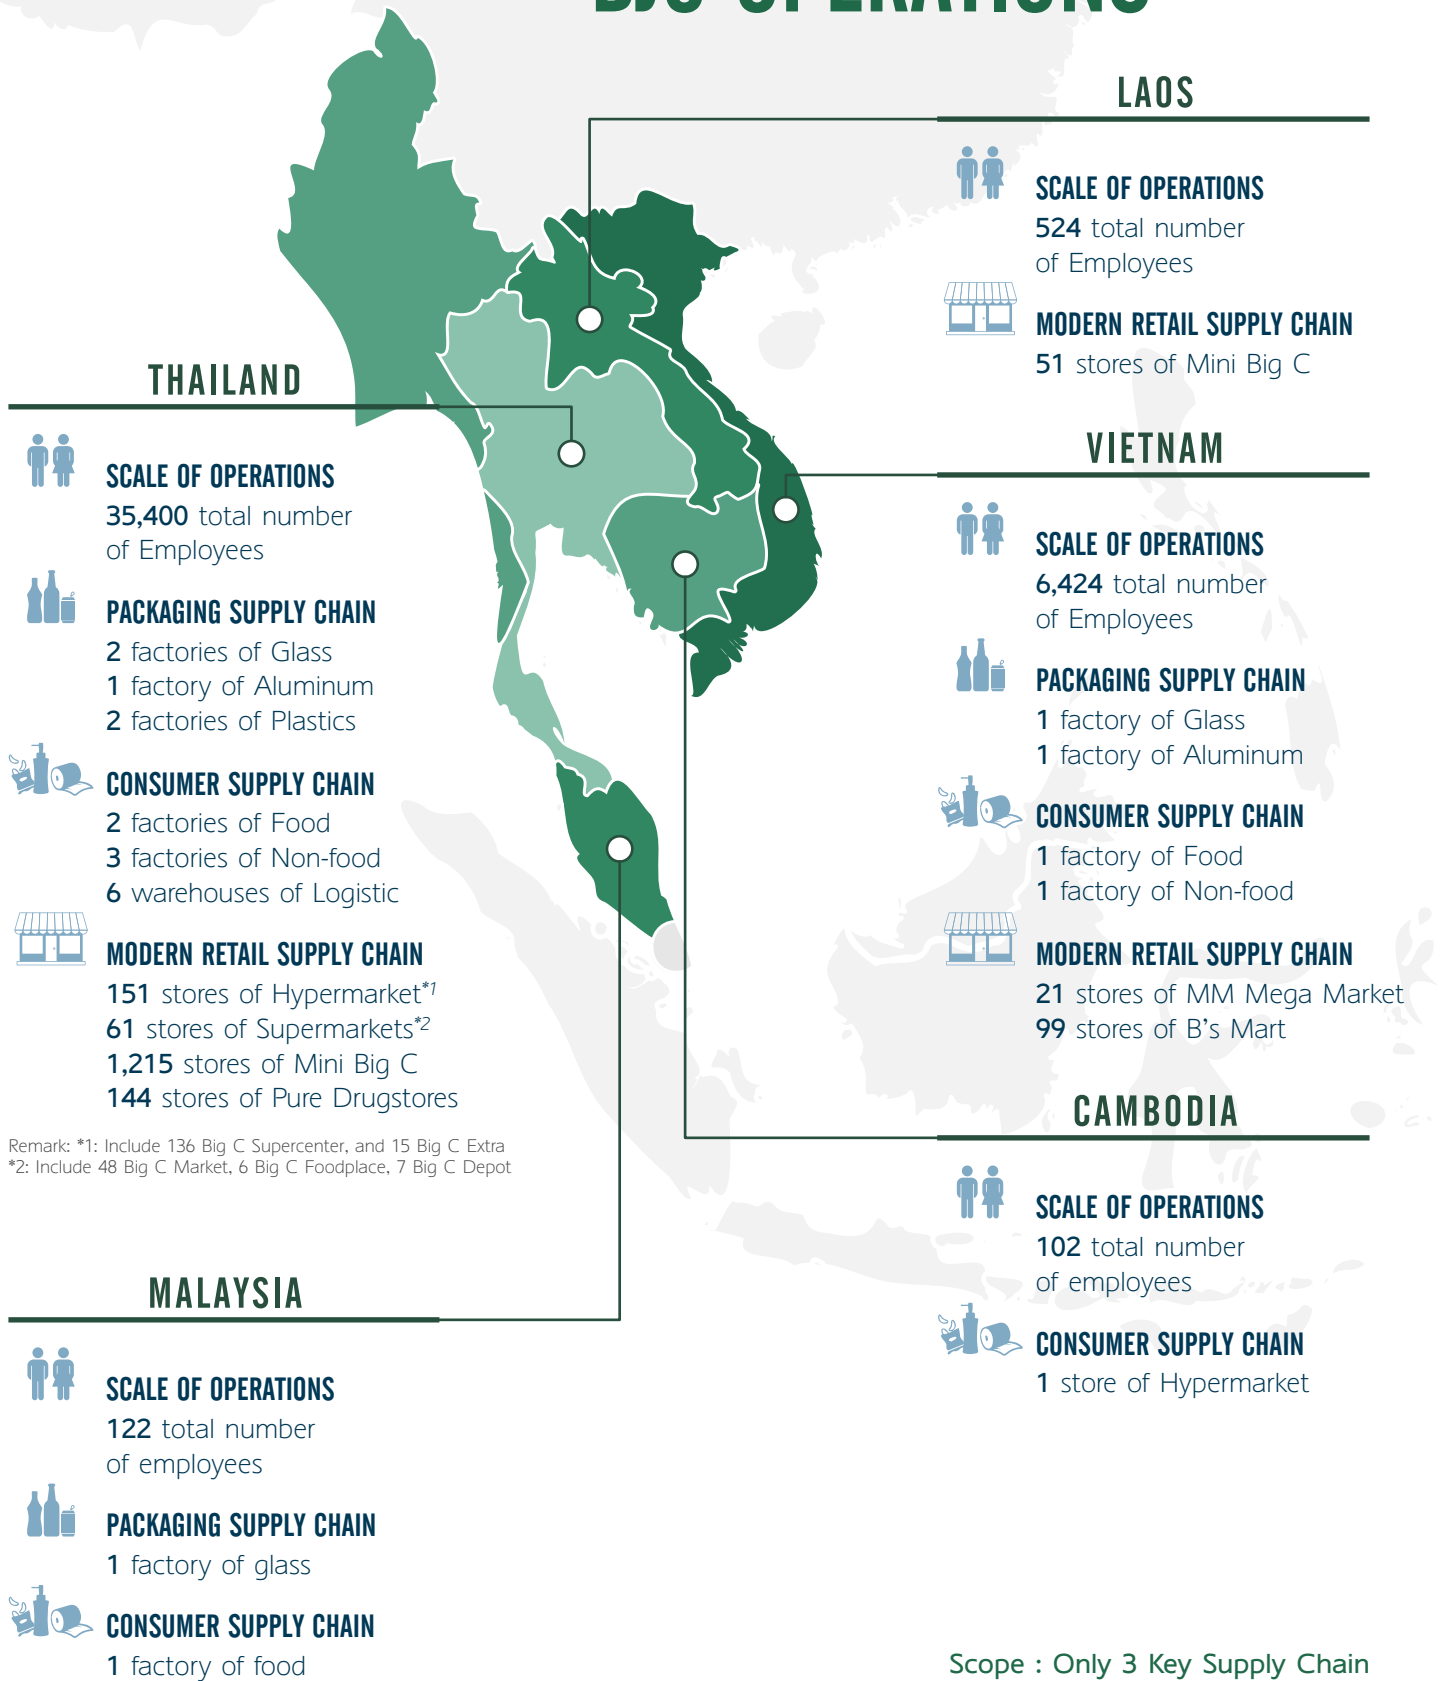 BJC OPERATIONS
LAOS
SCALE OF OPERATIONS
524 total number
of Employees
MODERN RETAIL SUPPLY CHAIN
51 stores of Mini Big C
THAILAND
SCALE OF OPERATIONS
35,400 total number
of Employees
PACKAGING SUPPLY CHAIN
2 factories of Glass
1 factory of Aluminum
2 factories of Plastics
CONSUMER SUPPLY CHAIN
2 factories of Food
3 factories of Non-food
6 warehouses of Logistic
MODERN RETAIL SUPPLY CHAIN
151 stores of Hypermarket*1
61 stores of Supermarkets*2
1,215 stores of Mini Big C
144 stores of Pure Drugstores
Remark: *1: Include 136 Big C Supercenter, and 15 Big C Extra
*2: Include 48 Big C Market, 6 Big C Foodplace, 7 Big C Depot
VIETNAM
SCALE OF OPERATIONS
6,424 total number
of Employees
PACKAGING SUPPLY CHAIN
1 factory of Glass
1 factory of Aluminum
CONSUMER SUPPLY CHAIN
1 factory of Food
1 factory of Non-food
MODERN RETAIL SUPPLY CHAIN
21 stores of MM Mega Market
99 stores of B's Mart
CAMBODIA
SCALE OF OPERATIONS
102 total number
of employees
CONSUMER SUPPLY CHAIN
1 store of Hypermarket
MALAYSIA
SCALE OF OPERATIONS
122 total number
of employees
PACKAGING SUPPLY CHAIN
1 factory of glass
CONSUMER SUPPLY CHAIN
1 factory of food
Scope : Only 3 Key Supply Chain